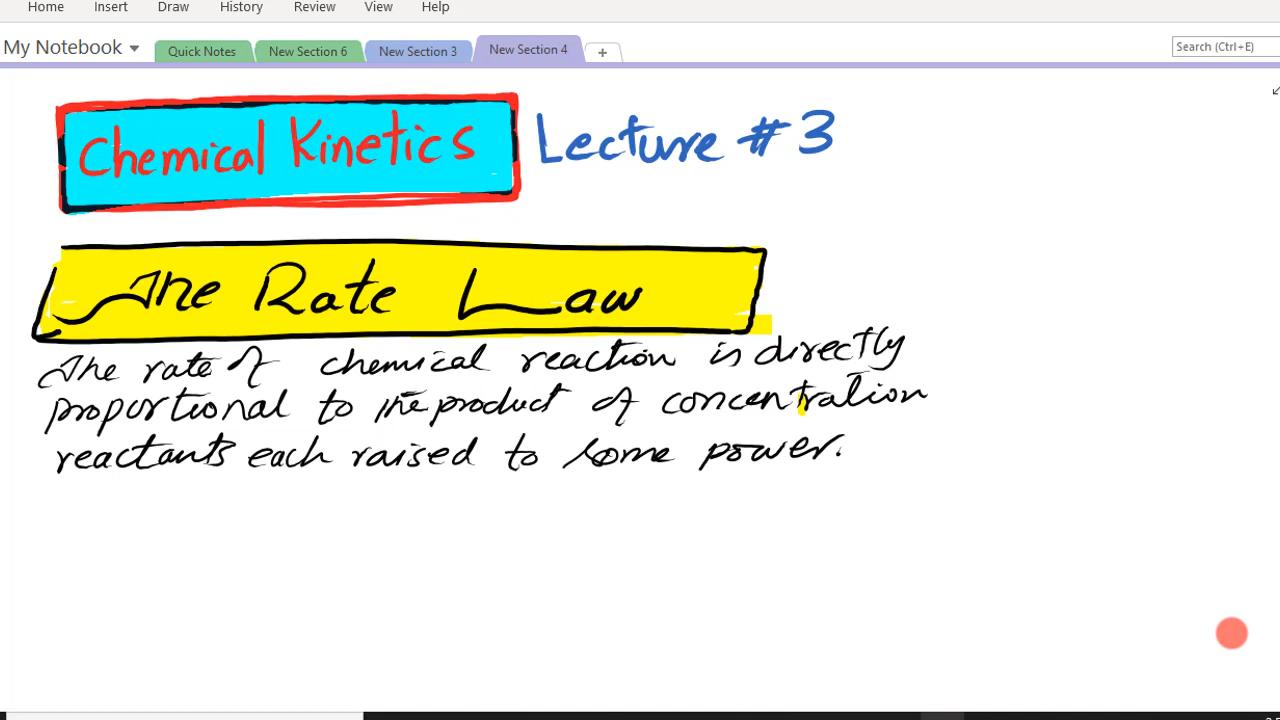 Home Insert Draw History Review View Help
My Notebook Quick Notes New Section 6 New Section 3 New Section 4 + Search (Ctrl+E)
Chemical Kinetics Lecture # 3
The Rate Law
The rate of chemical reaction is directly
proportional to the product of concentration
reactants each raised to some power.